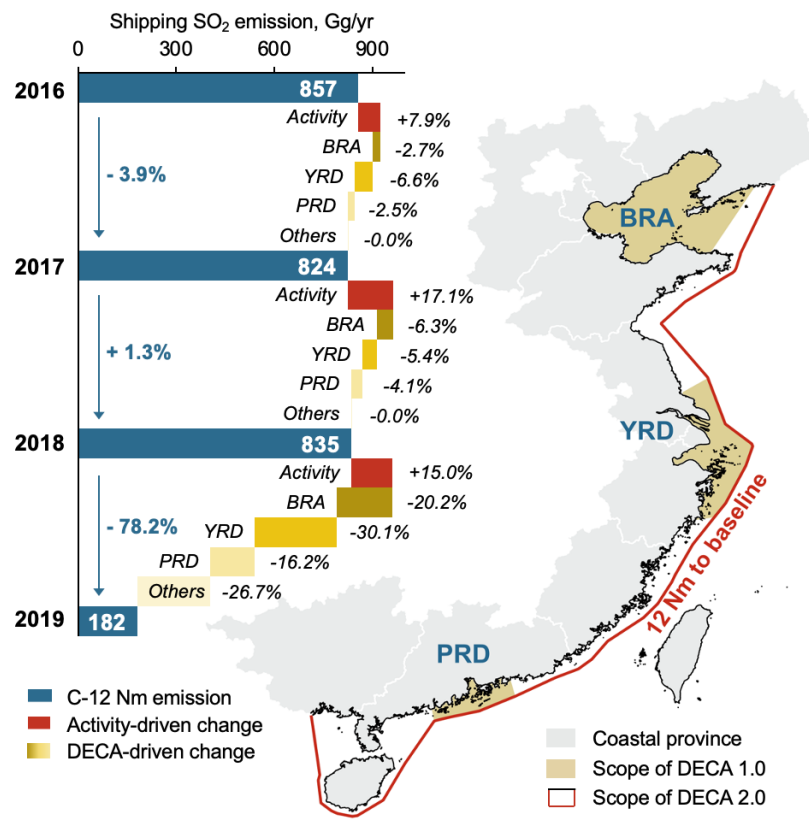 Shipping SO₂ emission, Gg/yr
0 300 600 900
2016 857
Activity +7.9%
BRA -2.7%
YRD -6.6%
- 3.9%
PRD -2.5%
Others -0.0%
2017 824
Activity +17.1%
BRA -6.3%
+ 1.3%
YRD -5.4%
PRD -4.1%
Others -0.0%
2018 835
Activity +15.0%
BRA -20.2%
- 78.2%
YRD -30.1%
PRD -16.2%
Others -26.7%
2019 182
BRA
YRD
12 Nm to baseline
PRD
C-12 Nm emission
Activity-driven change
DECA-driven change
Coastal province
Scope of DECA 1.0
Scope of DECA 2.0